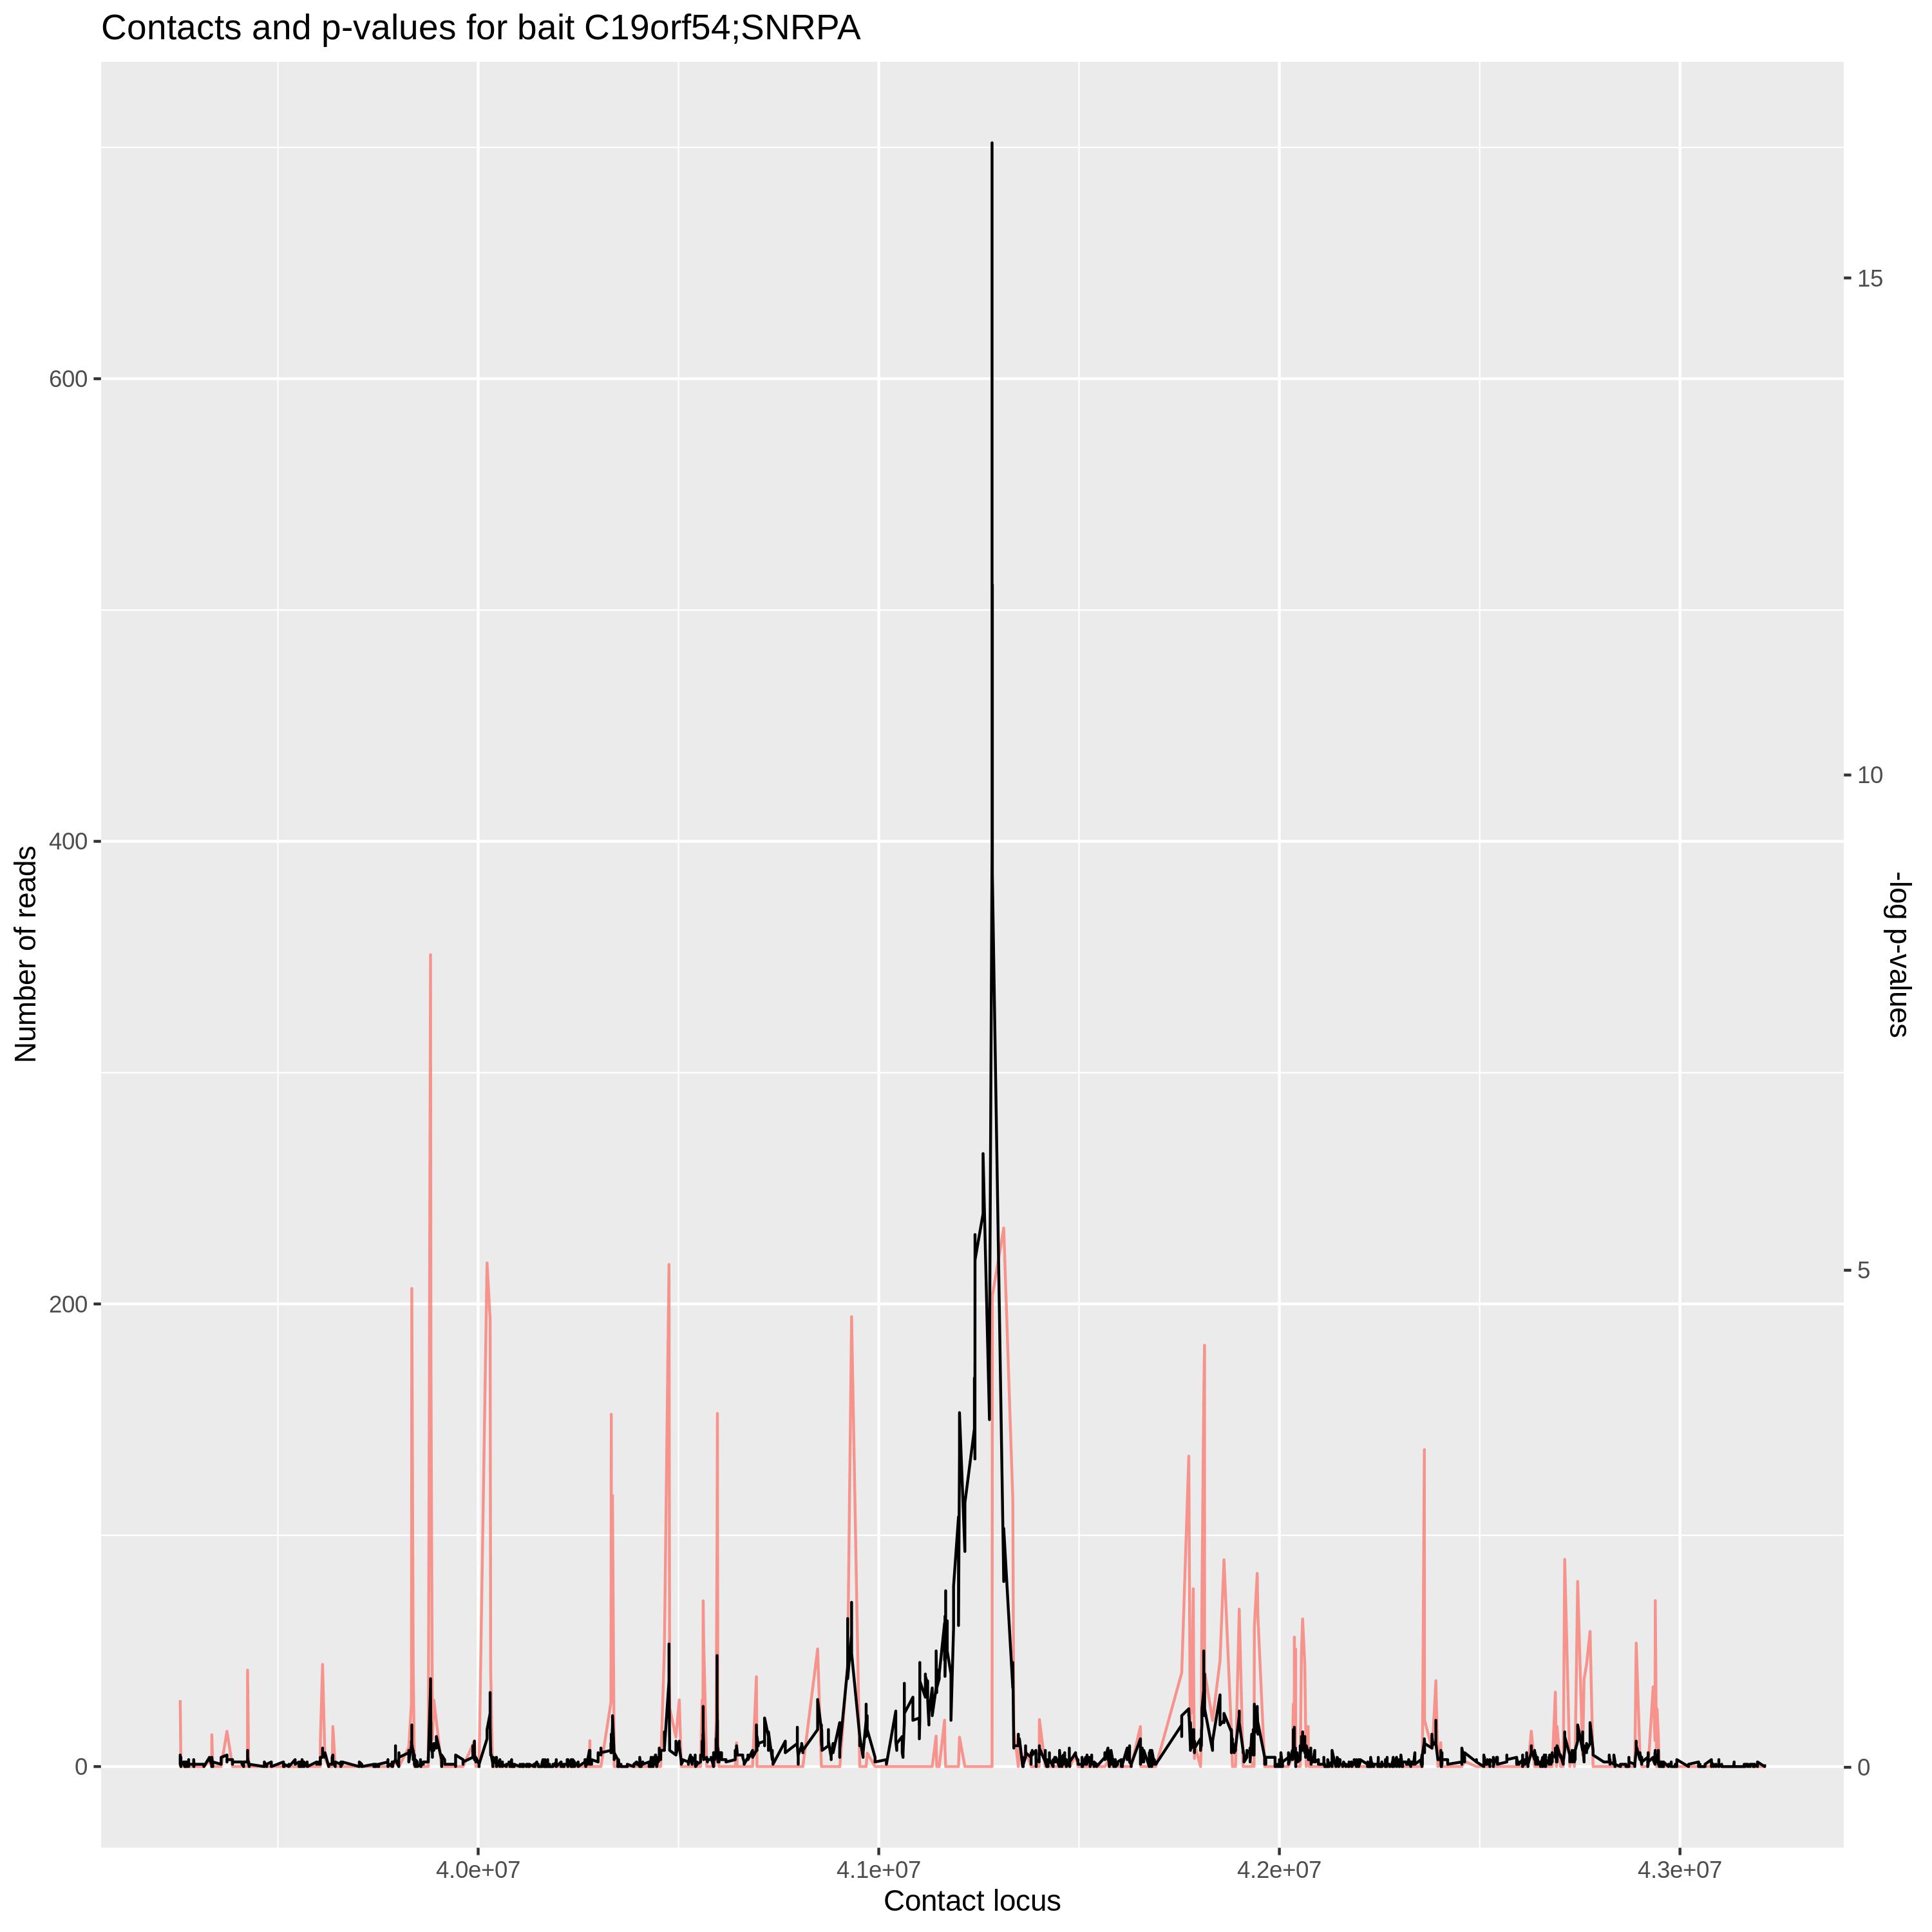 Contacts and p-values for bait C19orf54;SNRPA
Number of reads
600
400
200
0
15
10
5
0
-log p-values
4.0e+07
4.1e+07
4.2e+07
4.3e+07
Contact locus